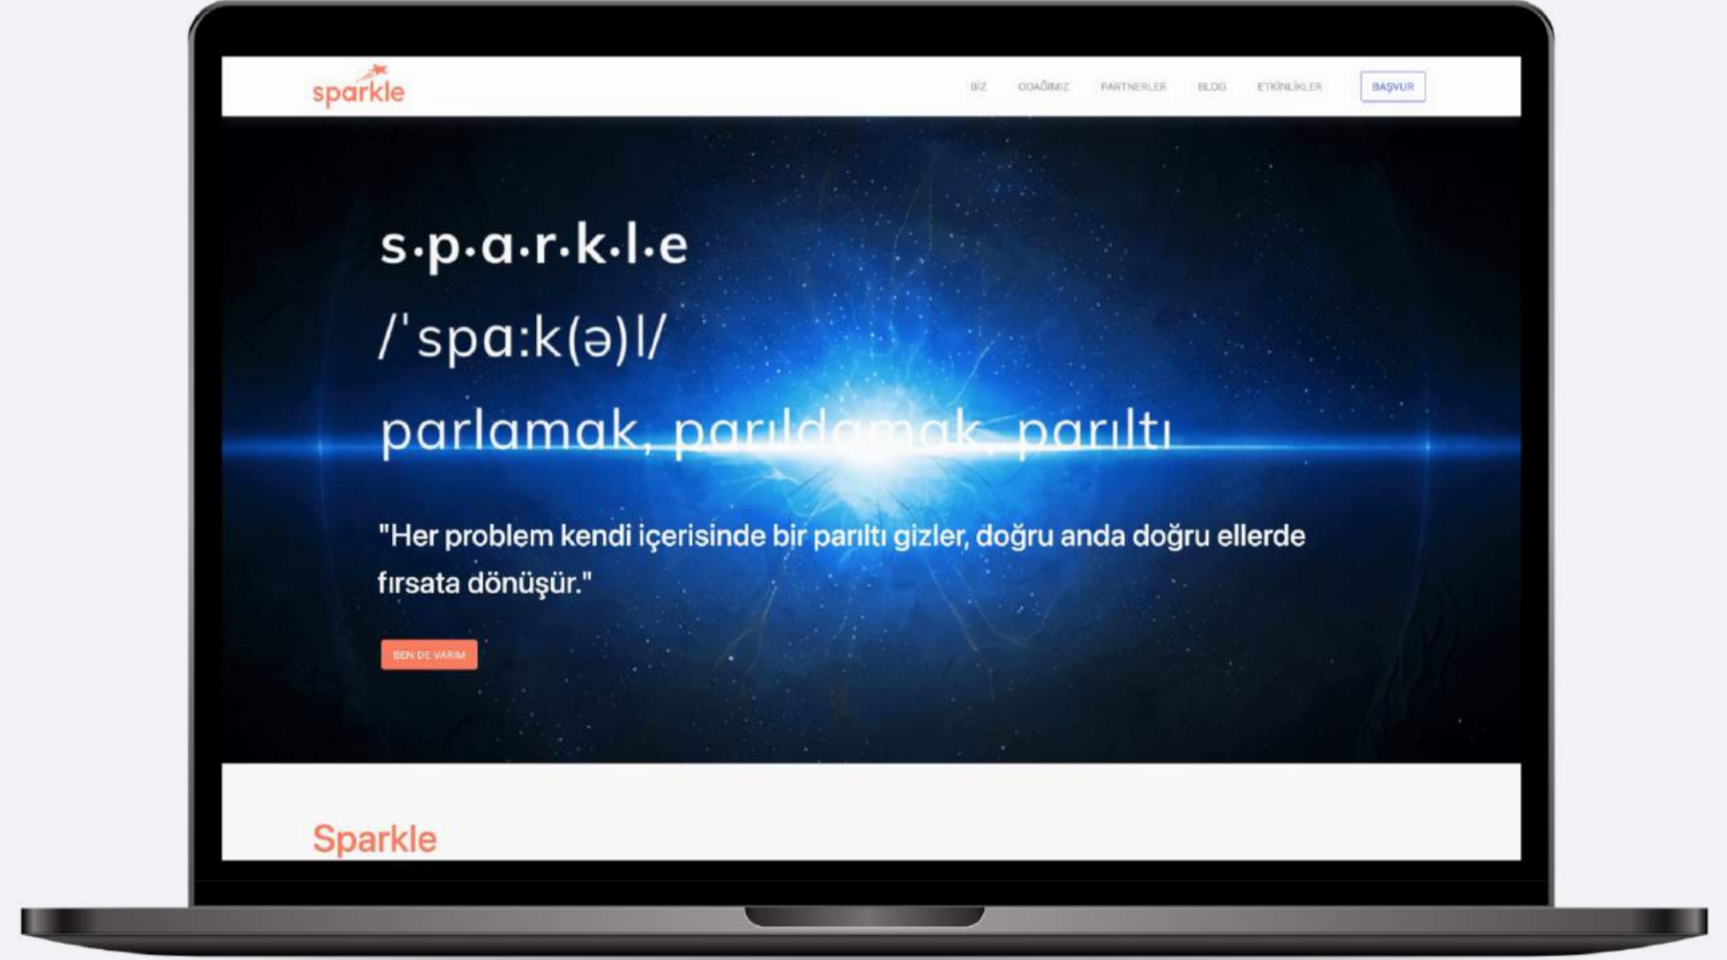 sparkle
BİZ
ODAĞIMIZ
PARTNERLER
BLOG
ETKİNLİKLER
BAŞVUR
s·p·a·r·k·l·e
/ˈspɑ:k(ə)l/
parlamak, parıldamak, parıltı
"Her problem kendi içerisinde bir parıltı gizler, doğru anda doğru ellerde
fırsata dönüşür."
BEN DE VARIM
Sparkle